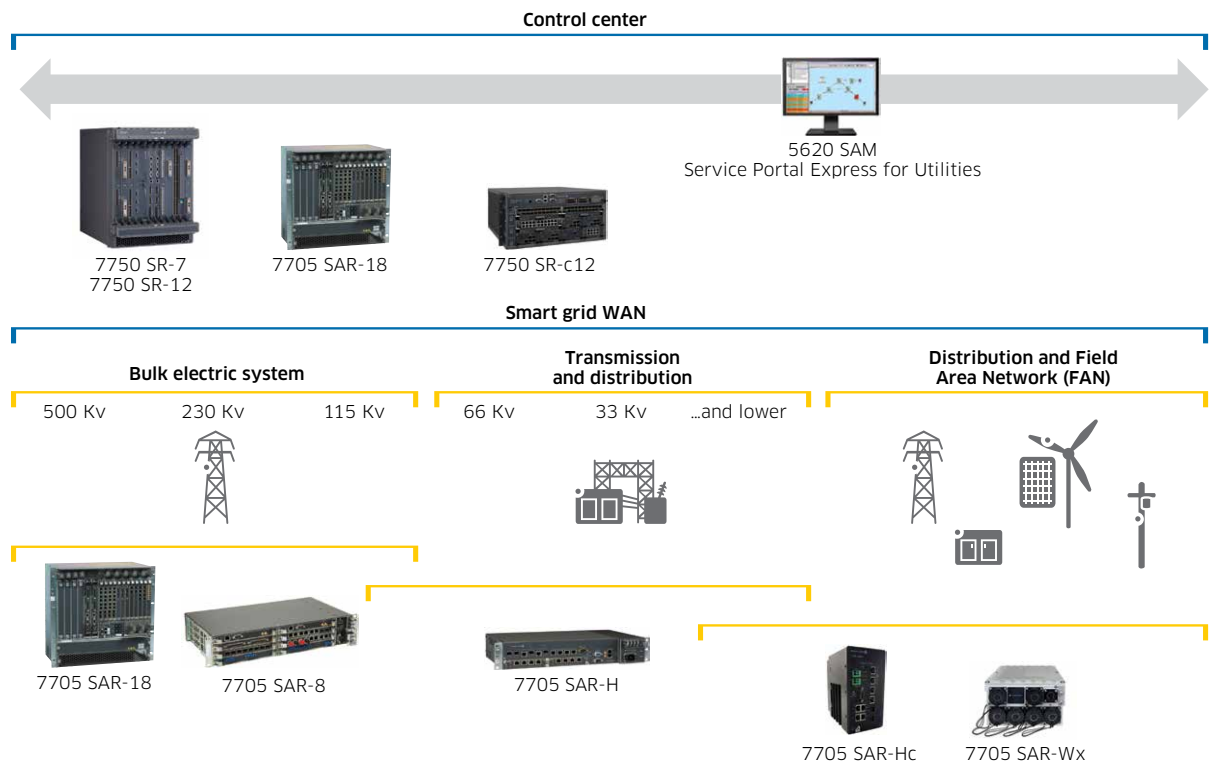 Control center
5620 SAM
Service Portal Express for Utilities
7750 SR-7
7750 SR-12
7705 SAR-18
7750 SR-c12
Smart grid WAN
Bulk electric system
Transmission
and distribution
Distribution and Field
Area Network (FAN)
500 Kv
230 Kv
115 Kv
66 Kv
33 Kv
...and lower
7705 SAR-18
7705 SAR-8
7705 SAR-H
7705 SAR-Hc
7705 SAR-Wx